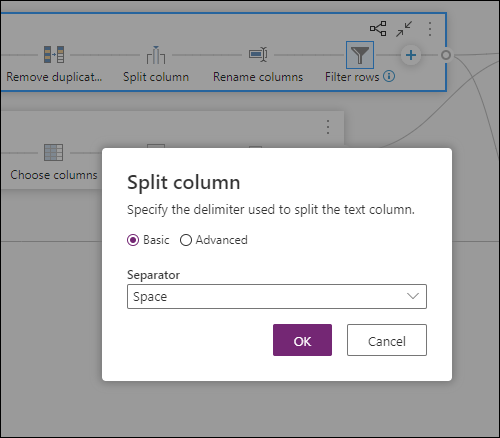 Remove duplicat... Split column Rename columns Filter rows
Choose columns
Split column
Specify the delimiter used to split the text column.
Basic Advanced
Separator
Space
OK Cancel